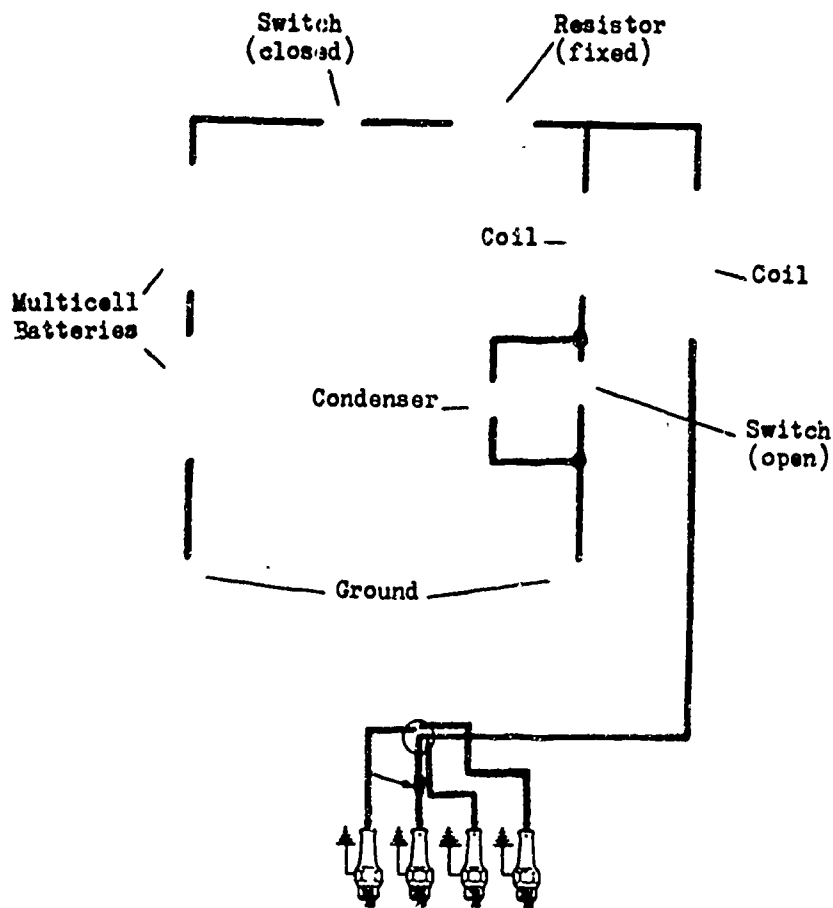 Switch
(closed)
Resistor
(fixed)
Coil
Coil
Multicell
Batteries
Condenser
Switch
(open)
Ground